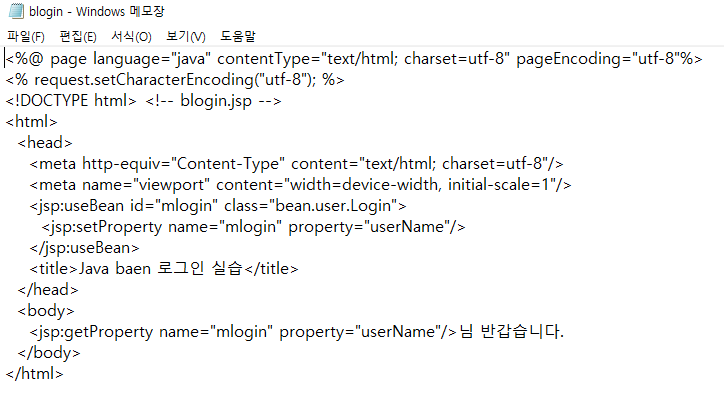 blogin - Windows 메모장
파일(F) 편집(E) 서식(O) 보기(V) 도움말
<%@ page language="java" contentType="text/html; charset=utf-8" pageEncoding="utf-8"%>
<% request.setCharacterEncoding("utf-8"); %>
<!DOCTYPE html> <!-- blogin.jsp -->
<html>
<head>
<meta http-equiv="Content-Type" content="text/html; charset=utf-8"/>
<meta name="viewport" content="width=device-width, initial-scale=1"/>
<jsp:useBean id="mlogin" class="bean.user.Login">
<jsp:setProperty name="mlogin" property="userName"/>
</jsp:useBean>
<title>Java baen 로그인 실습</title>
</head>
<body>
<jsp:getProperty name="mlogin" property="userName"/>님 반갑습니다.
</body>
</html>